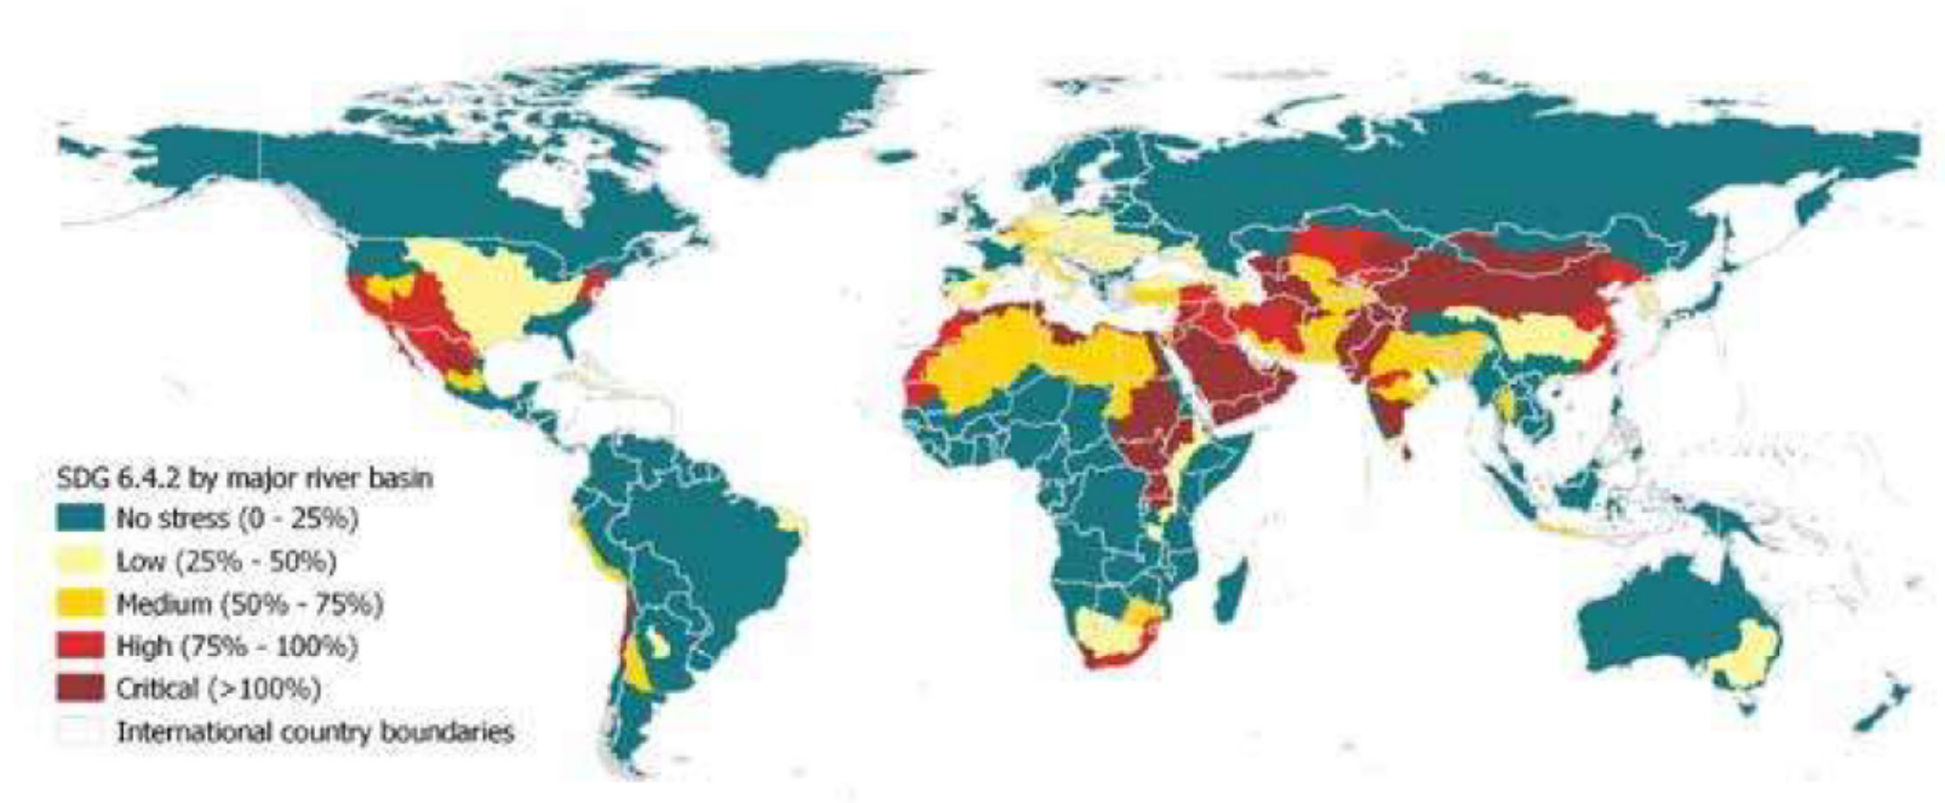 SDG 6.4.2 by major river basin
No stress (0 - 25%)
Low (25% - 50%)
Medium (50% - 75%)
High (75% - 100%)
Critical (>100%)
International country boundaries